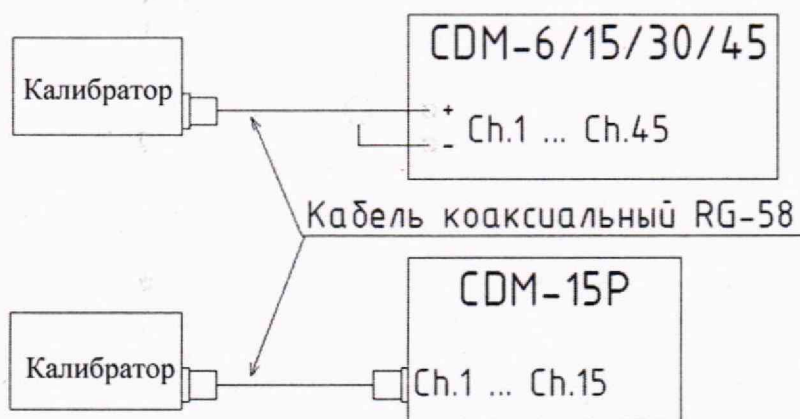 CDM-6/15/30/45
Калибратор
+
Ch.1 ... Ch.45
-
Кабель коаксиальный RG-58
CDM-15P
Калибратор
Ch.1 ... Ch.15